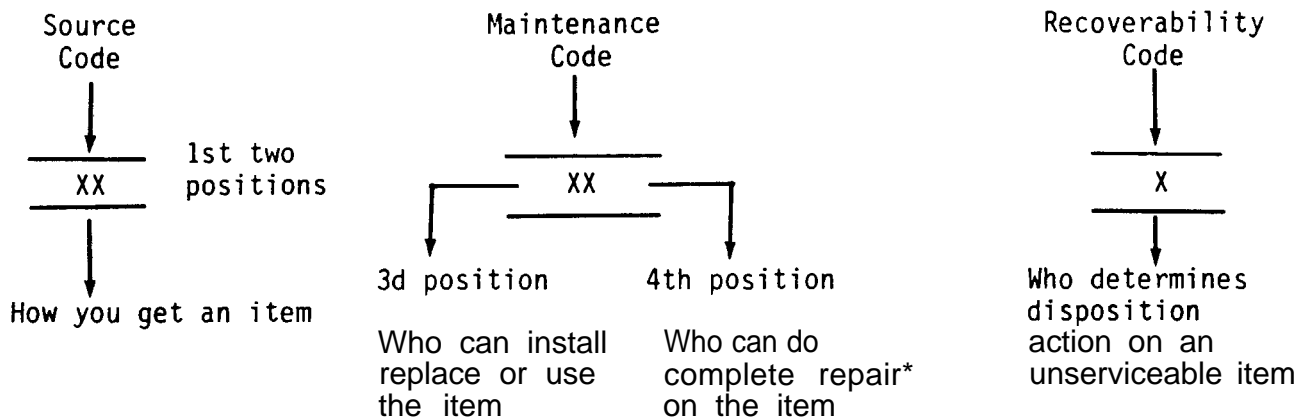 Source
Code
XX
1st two
positions
How you get an item
Maintenance
Code
XX
3d position
Who can install
replace or use
the item
4th position
Who can do
complete repair*
on the item
Recoverability
Code
X
Who determines
disposition
action on an
unserviceable item